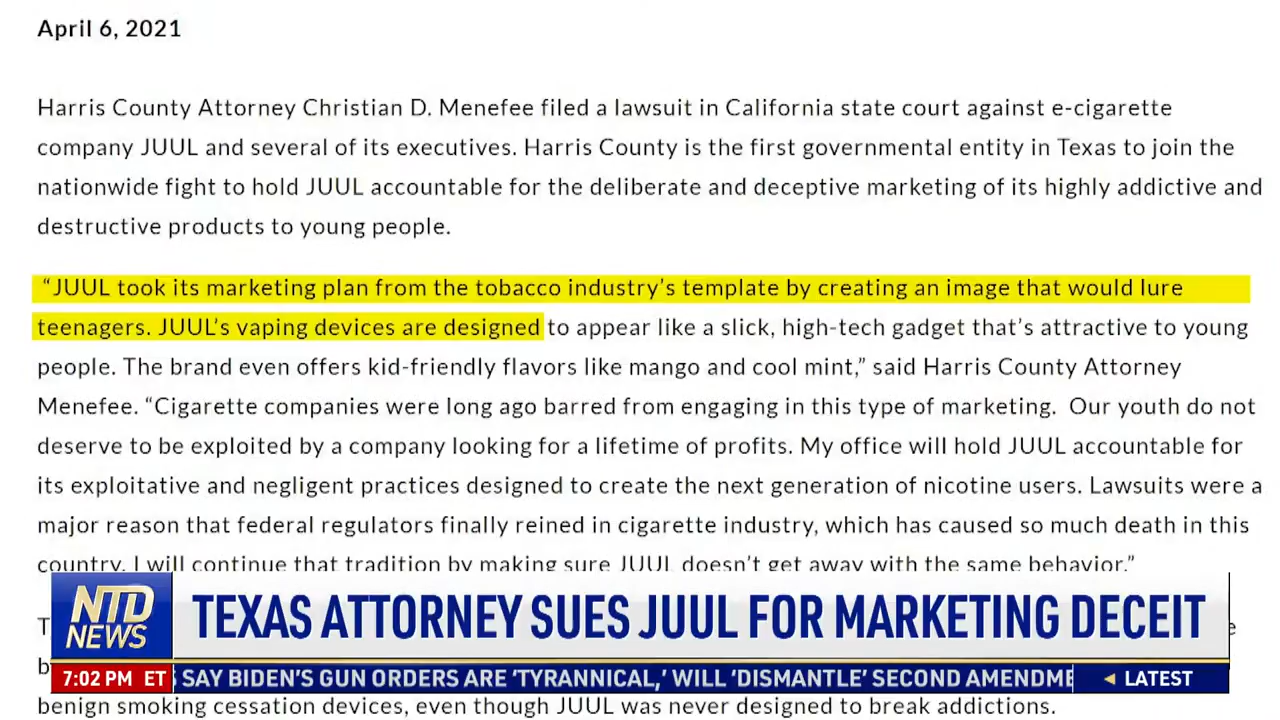 April 6, 2021
Harris County Attorney Christian D. Menefee filed a lawsuit in California state court against e-cigarette
company JUUL and several of its executives. Harris County is the first governmental entity in Texas to join the
nationwide fight to hold JUUL accountable for the deliberate and deceptive marketing of its highly addictive and
destructive products to young people.
“JUUL took its marketing plan from the tobacco industry’s template by creating an image that would lure
teenagers. JUUL’s vaping devices are designed to appear like a slick, high-tech gadget that’s attractive to young
people. The brand even offers kid-friendly flavors like mango and cool mint,” said Harris County Attorney
Menefee. “Cigarette companies were long ago barred from engaging in this type of marketing.  Our youth do not
deserve to be exploited by a company looking for a lifetime of profits. My office will hold JUUL accountable for
its exploitative and negligent practices designed to create the next generation of nicotine users. Lawsuits were a
major reason that federal regulators finally reined in cigarette industry, which has caused so much death in this
country. I will continue that tradition by making sure JUUL doesn’t get away with the same behavior.”
NTD
NEWS
TEXAS ATTORNEY SUES JUUL FOR MARKETING DECEIT
7:02 PM ET
SAY BIDEN’S GUN ORDERS ARE ‘TYRANNICAL,’ WILL ‘DISMANTLE’ SECOND AMENDME
LATEST
benign smoking cessation devices, even though JUUL was never designed to break addictions.